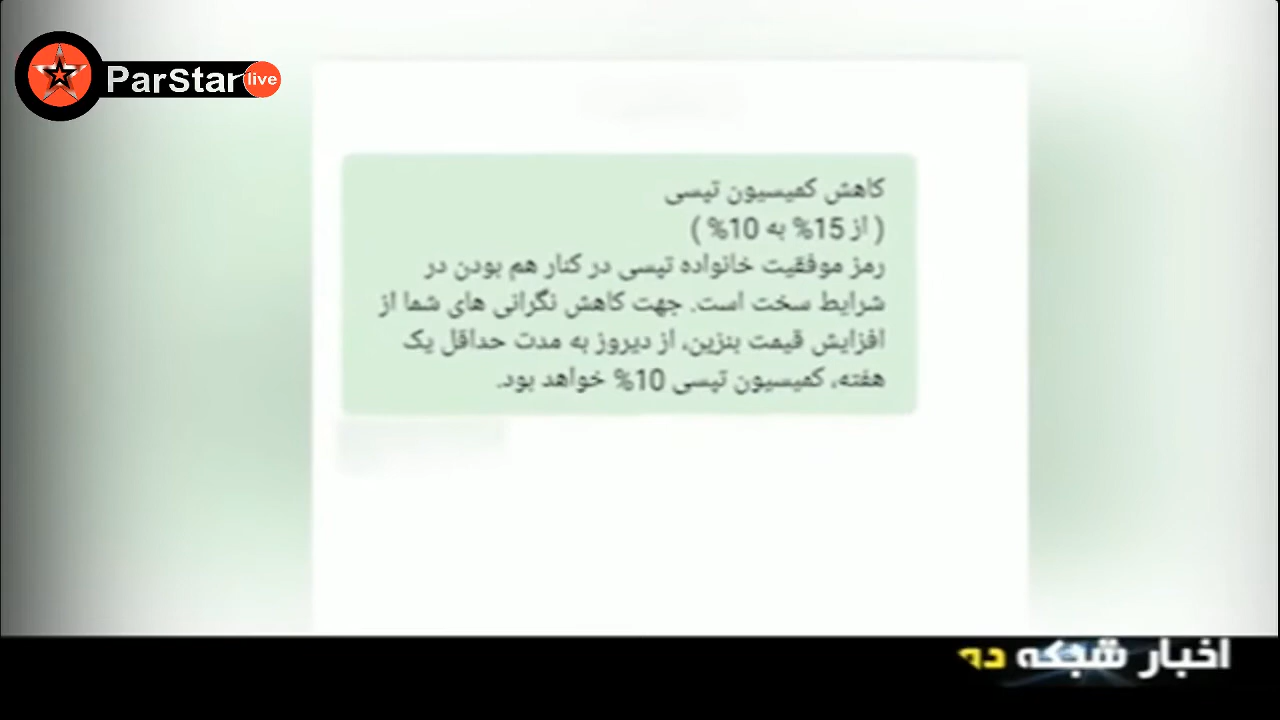 ParStar live
کاهش کمیسیون تپسی
( از 15% به 10% )
رمز موفقیت خانواده تپسی در کنار هم بودن در
شرایط سخت است. جهت کاهش نگرانی های شما از
افزایش قیمت بنزین، از دیروز به مدت حداقل یک
هفته، کمیسیون تپسی 10% خواهد بود.
اخبار شبکه دو